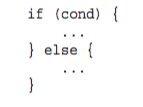 if (cond) {
...
} else {
...
}